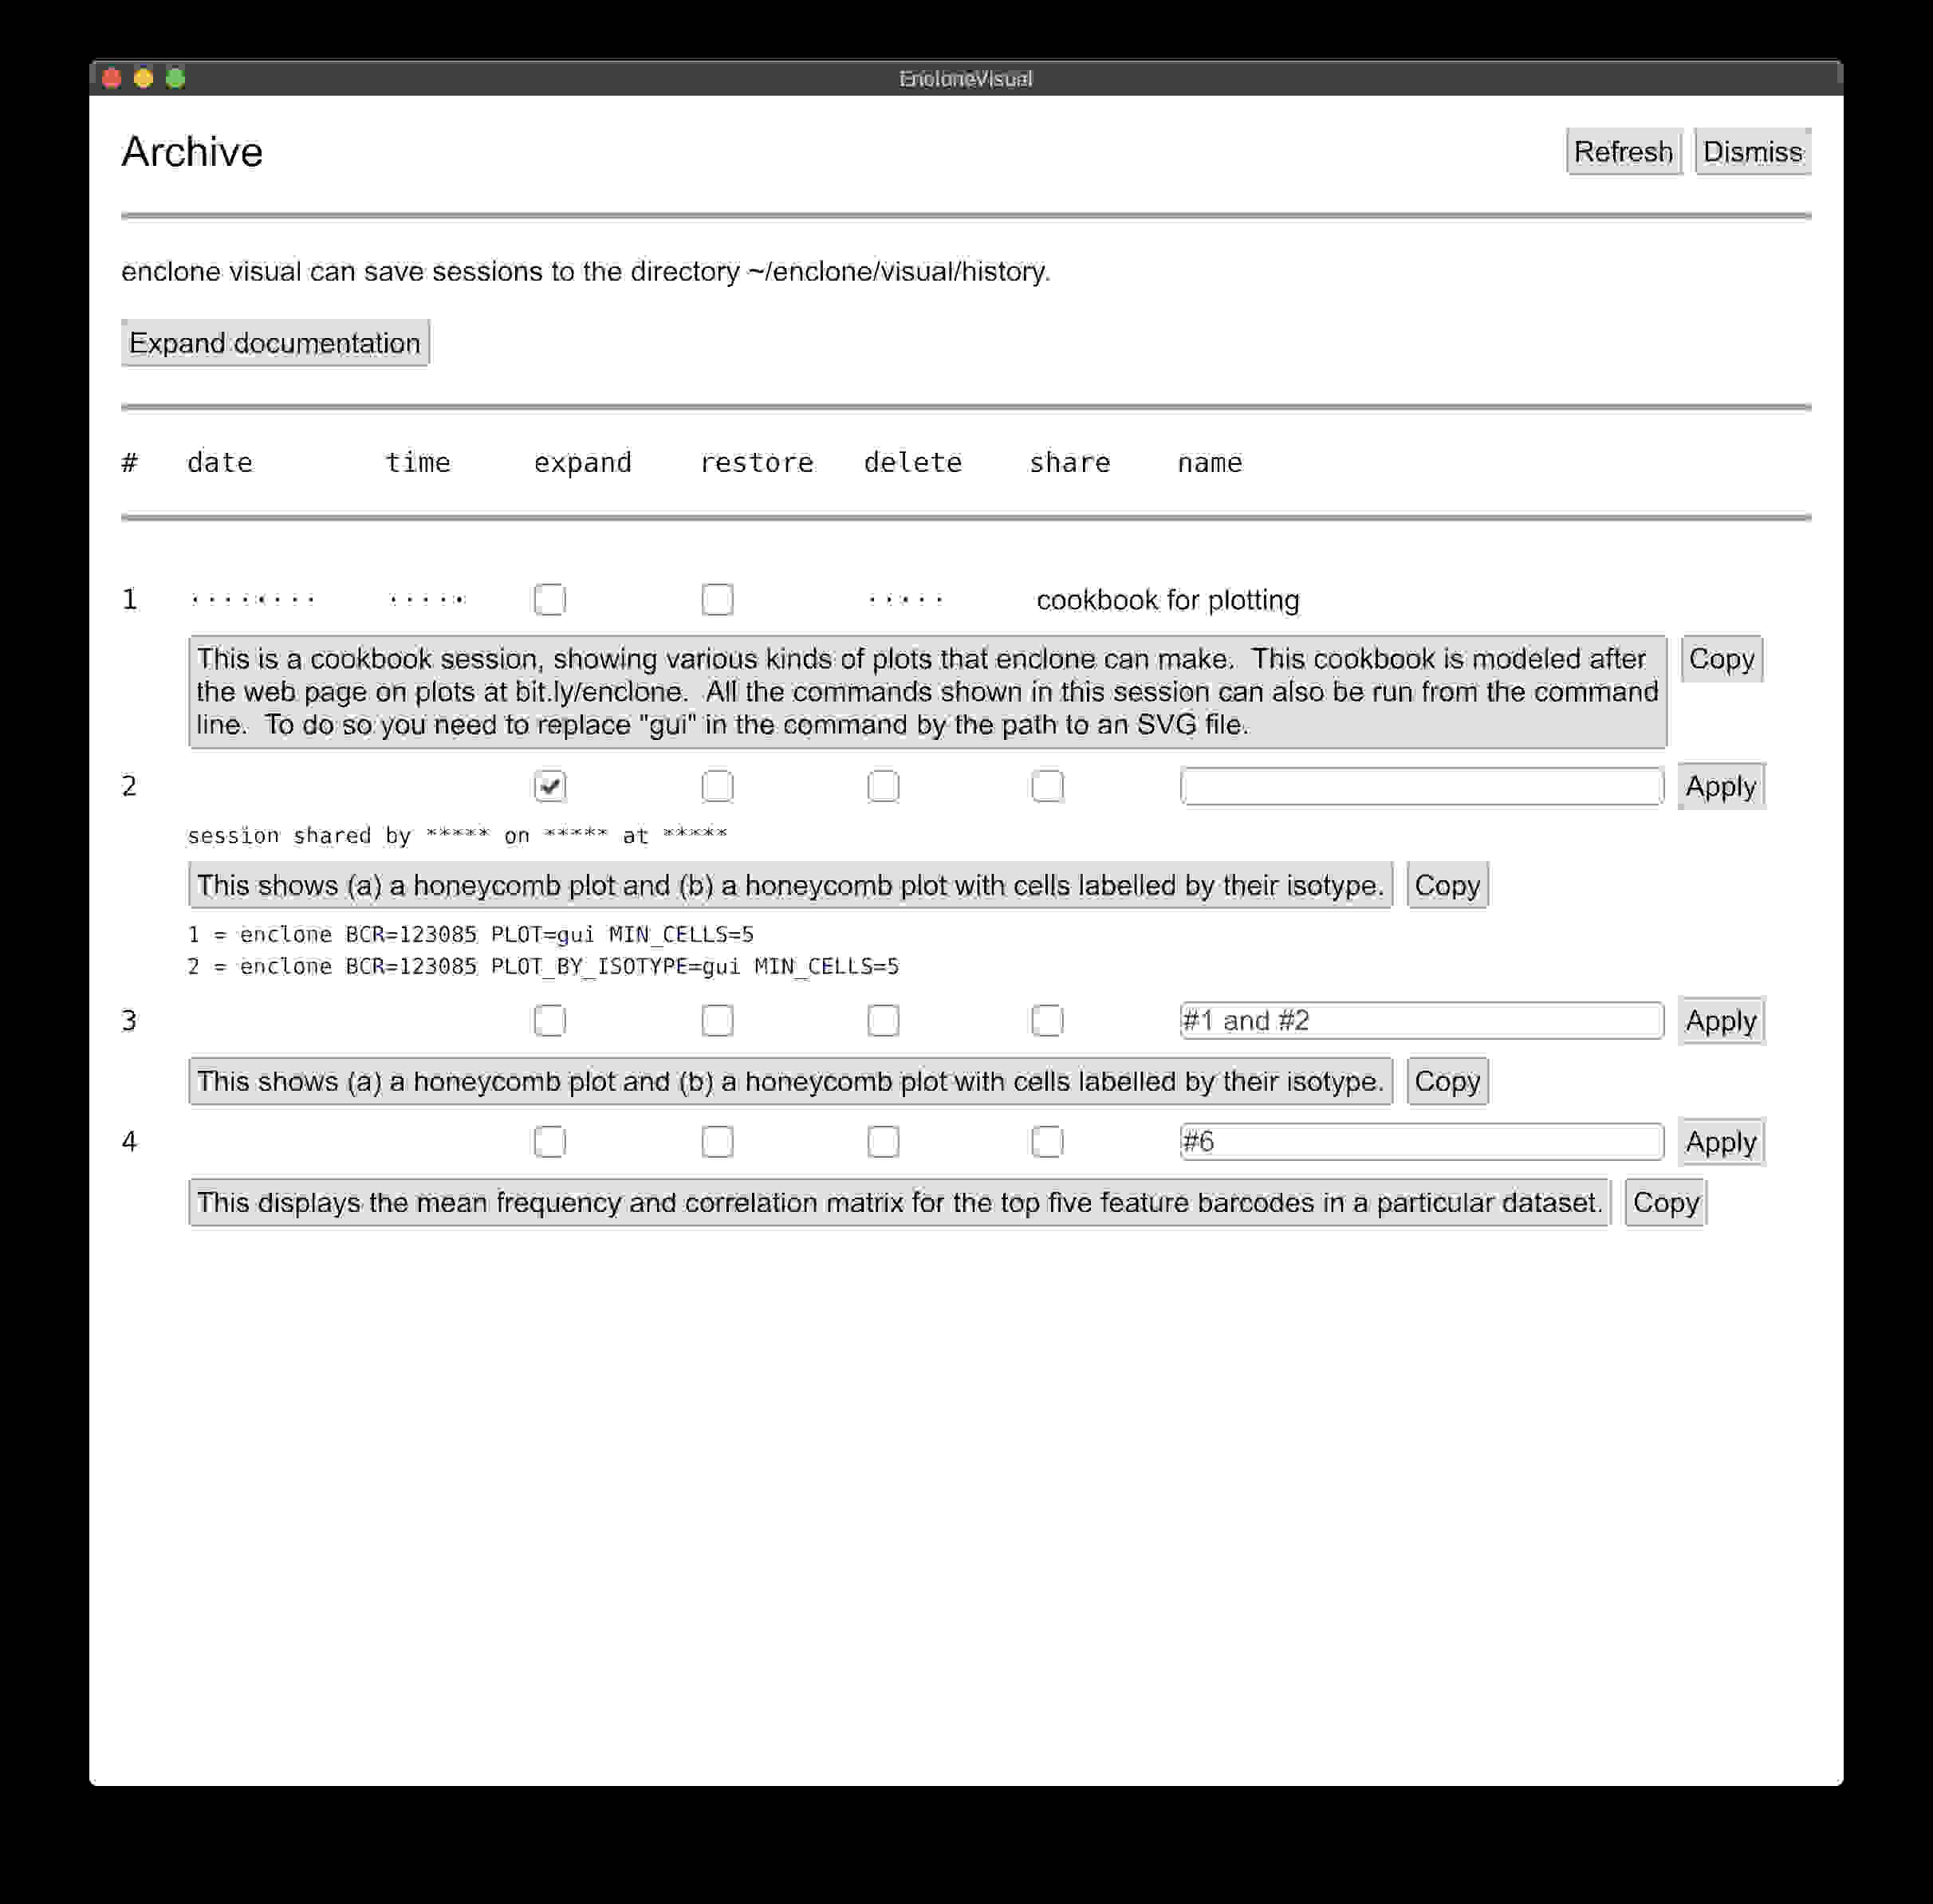 EncloneVisual
Archive Refresh Dismiss
enclone visual can save sessions to the directory ~/enclone/visual/history.
Expand documentation
# date time expand restore delete share name
1 ········ ····· ····· cookbook for plotting
This is a cookbook session, showing various kinds of plots that enclone can make. This cookbook is modeled after Copy
the web page on plots at bit.ly/enclone. All the commands shown in this session can also be run from the command
line. To do so you need to replace "gui" in the command by the path to an SVG file.
2 Apply
session shared by ***** on ***** at *****
This shows (a) a honeycomb plot and (b) a honeycomb plot with cells labelled by their isotype. Copy
1 = enclone BCR=123085 PLOT=gui MIN_CELLS=5
2 = enclone BCR=123085 PLOT_BY_ISOTYPE=gui MIN_CELLS=5
3 #1 and #2 Apply
This shows (a) a honeycomb plot and (b) a honeycomb plot with cells labelled by their isotype. Copy
4 #6 Apply
This displays the mean frequency and correlation matrix for the top five feature barcodes in a particular dataset. Copy